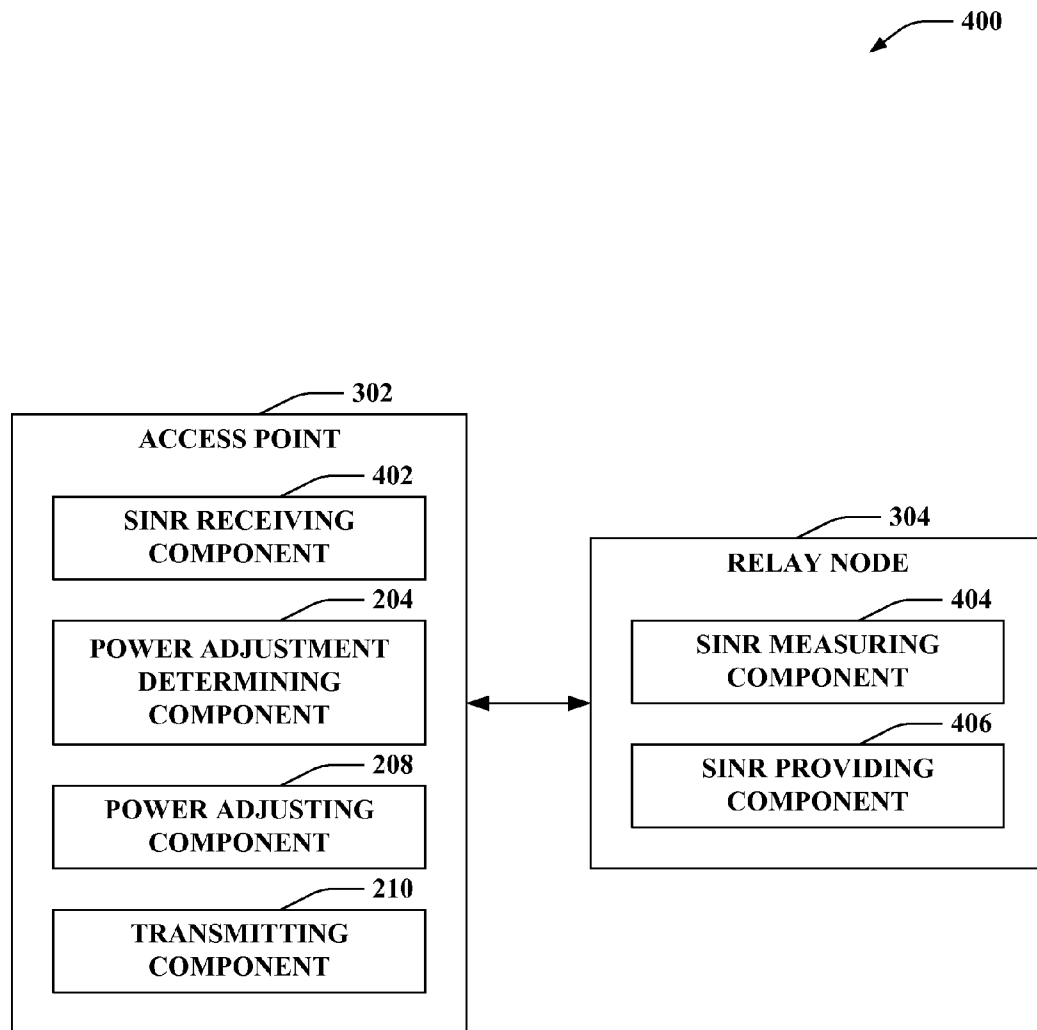 400
302
ACCESS POINT
402
SINR RECEIVING
COMPONENT
204
POWER ADJUSTMENT
DETERMINING
COMPONENT
208
POWER ADJUSTING
COMPONENT
210
TRANSMITTING
COMPONENT
304
RELAY NODE
404
SINR MEASURING
COMPONENT
406
SINR PROVIDING
COMPONENT